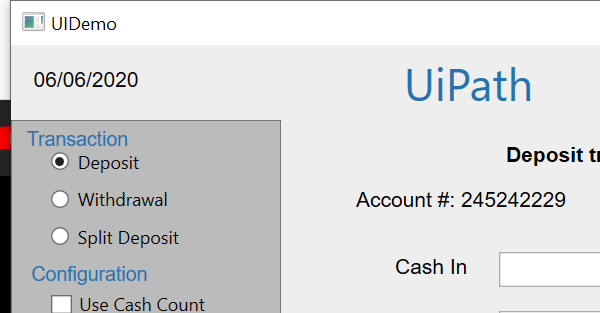 UIDemo
06/06/2020
UiPath
Transaction
Deposit
Withdrawal
Split Deposit
Configuration
Use Cash Count
Deposit
Account #: 245242229
Cash In